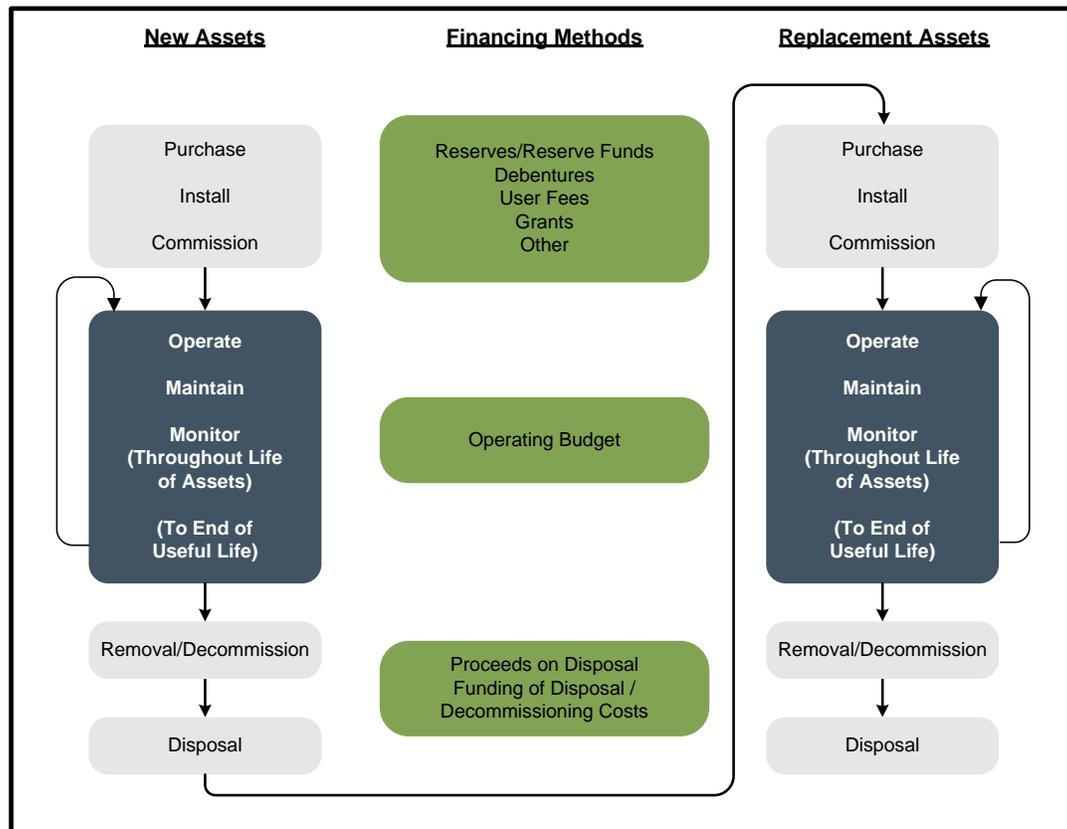 New Assets
Financing Methods
Replacement Assets
Purchase
Install
Commission
Operate
Maintain
Monitor
(Throughout Life
of Assets)
(To End of
Useful Life)
Removal/Decommission
Disposal
Reserves/Reserve Funds
Debentures
User Fees
Grants
Other
Operating Budget
Proceeds on Disposal
Funding of Disposal /
Decommissioning Costs
Purchase
Install
Commission
Operate
Maintain
Monitor
(Throughout Life
of Assets)
(To End of
Useful Life)
Removal/Decommission
Disposal